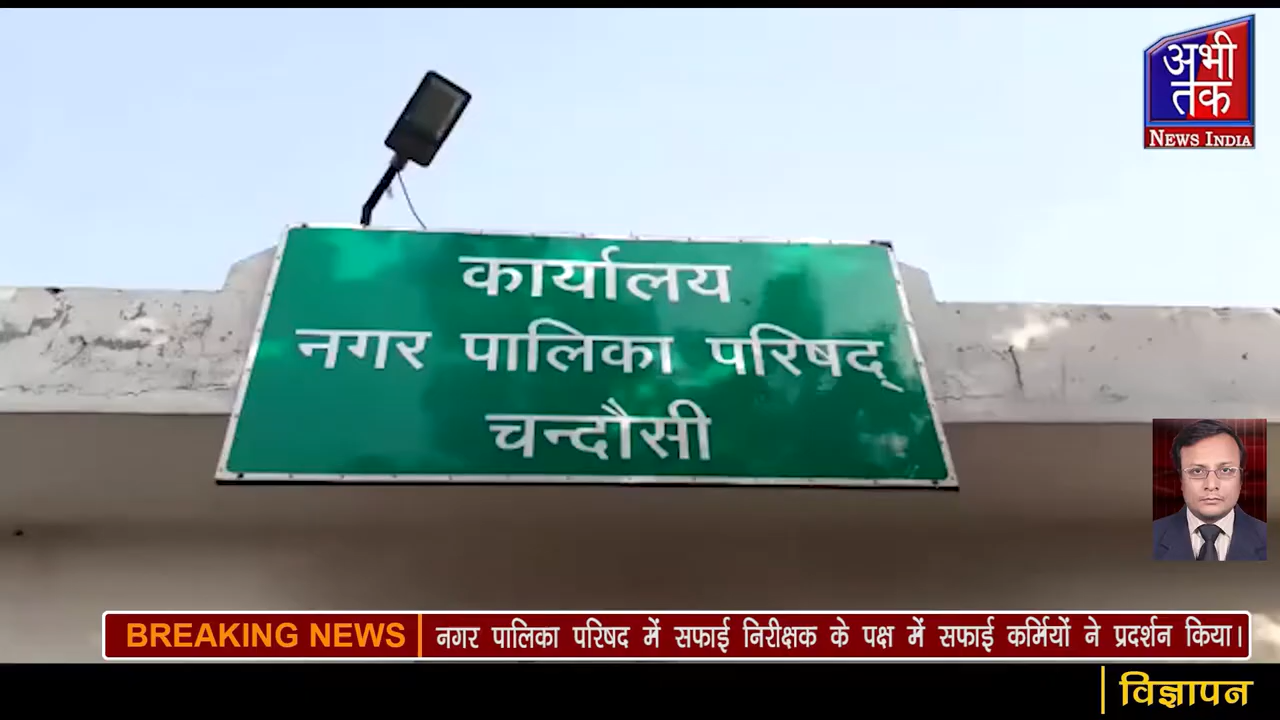 अभी
तक
NEWS INDIA
कार्यालय
नगर पालिका परिषद्
चन्दौसी
BREAKING NEWS
नगर पालिका परिषद में सफाई निरीक्षक के पक्ष में सफाई कर्मियों ने प्रदर्शन किया।
विज्ञापन